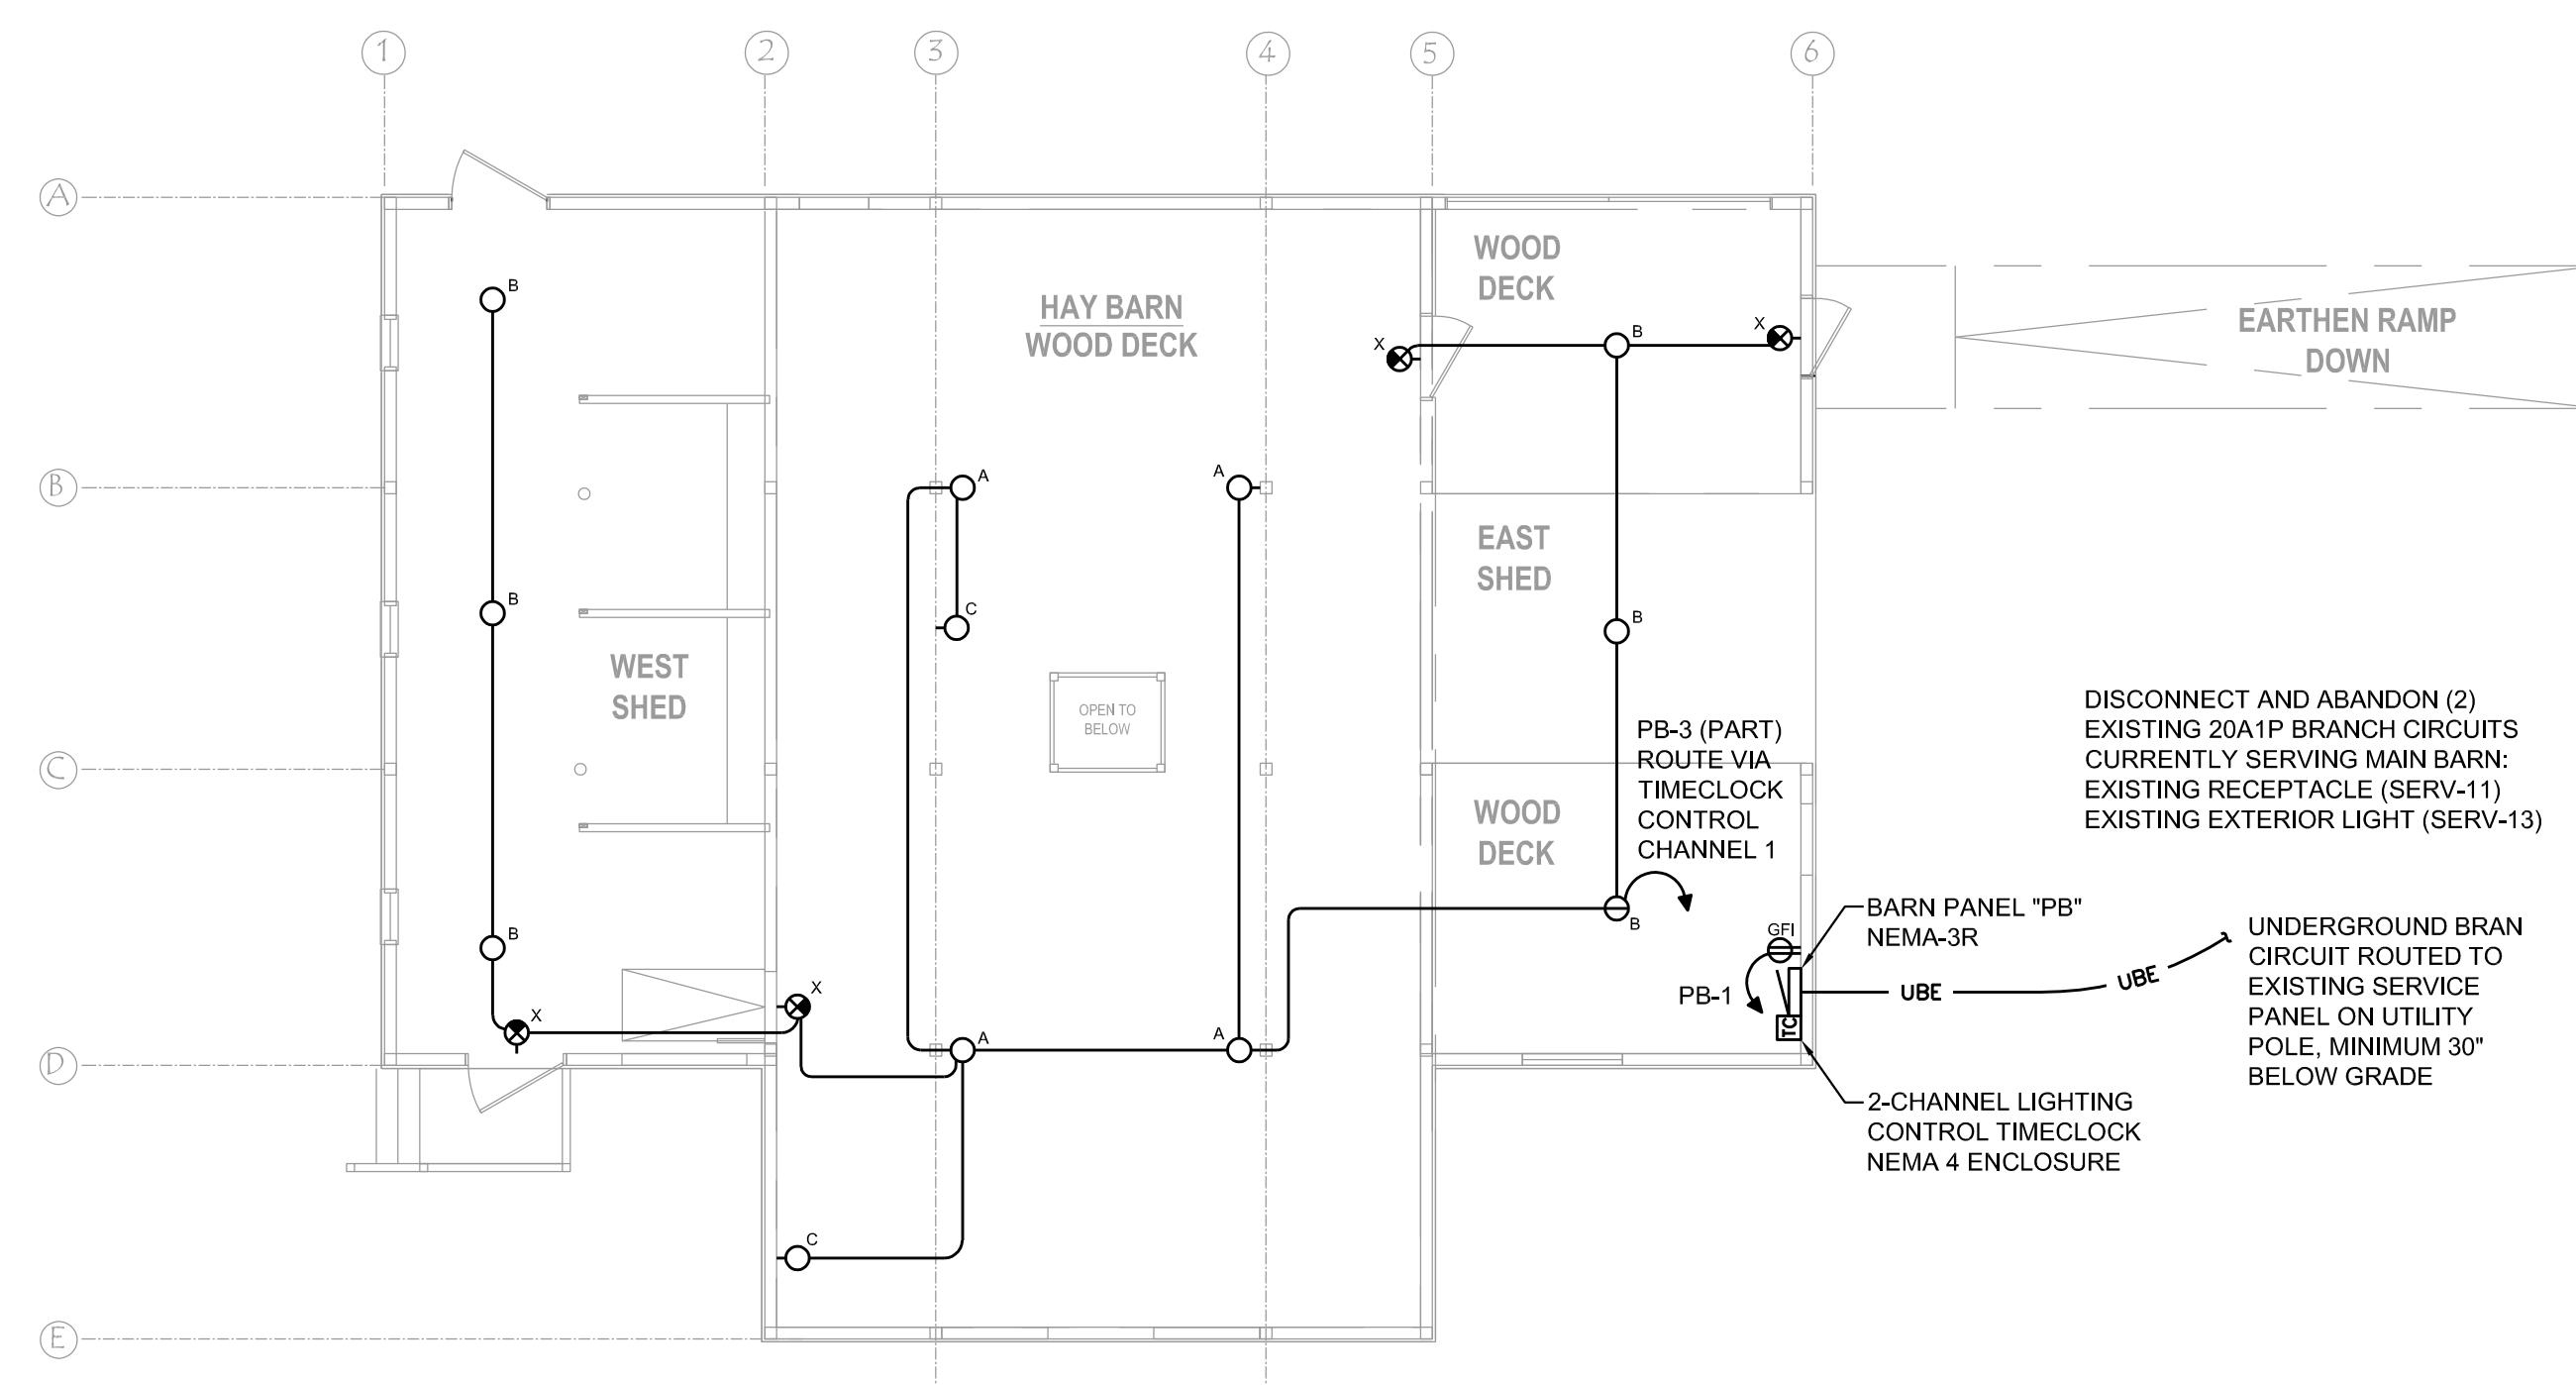 1
2
3
4
5
6
A
WOOD
DECK
B
HAY BARN
WOOD DECK
X
B
X
EARTHEN RAMP
DOWN
B
A
A
EAST
SHED
B
C
B
WEST
SHED
OPEN TO
BELOW
PB-3 (PART)
ROUTE VIA
TIMECLOCK
CONTROL
CHANNEL 1
DISCONNECT AND ABANDON (2)
EXISTING 20A1P BRANCH CIRCUITS
CURRENTLY SERVING MAIN BARN:
EXISTING RECEPTACLE (SERV-11)
EXISTING EXTERIOR LIGHT (SERV-13)
C
WOOD
DECK
B
B
GFI
BARN PANEL "PB"
NEMA-3R
PB-1
UBE
UBE
UNDERGROUND BRAN
CIRCUIT ROUTED TO
EXISTING SERVICE
PANEL ON UTILITY
POLE, MINIMUM 30"
BELOW GRADE
X
X
TC
A
A
D
2-CHANNEL LIGHTING
CONTROL TIMECLOCK
NEMA 4 ENCLOSURE
C
E